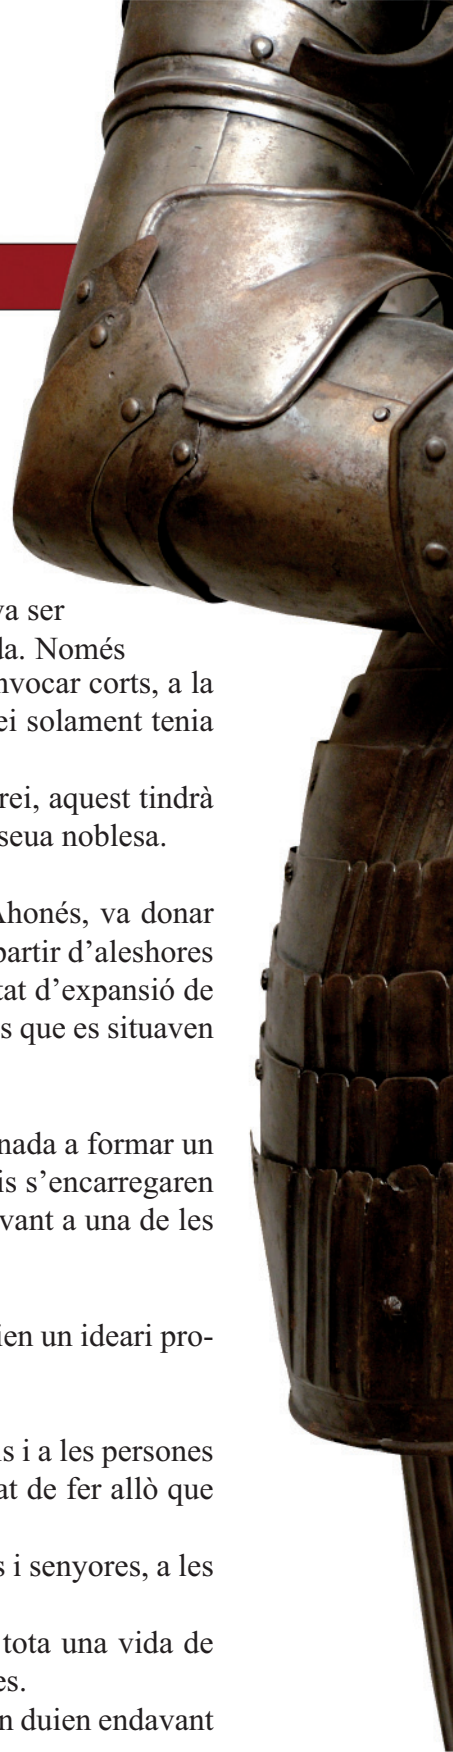 va ser
da. Només
nvocar corts, a la
ei solament tenia
rei, aquest tindrà
seua noblesa.
Ahonés, va donar
partir d’aleshores
tat d’expansió de
s que es situaven
nada a formar un
is s’encarregaren
vant a una de les
ien un ideari pro-
s i a les persones
at de fer allò que
s i senyores, a les
tota una vida de
es.
n duien endavant